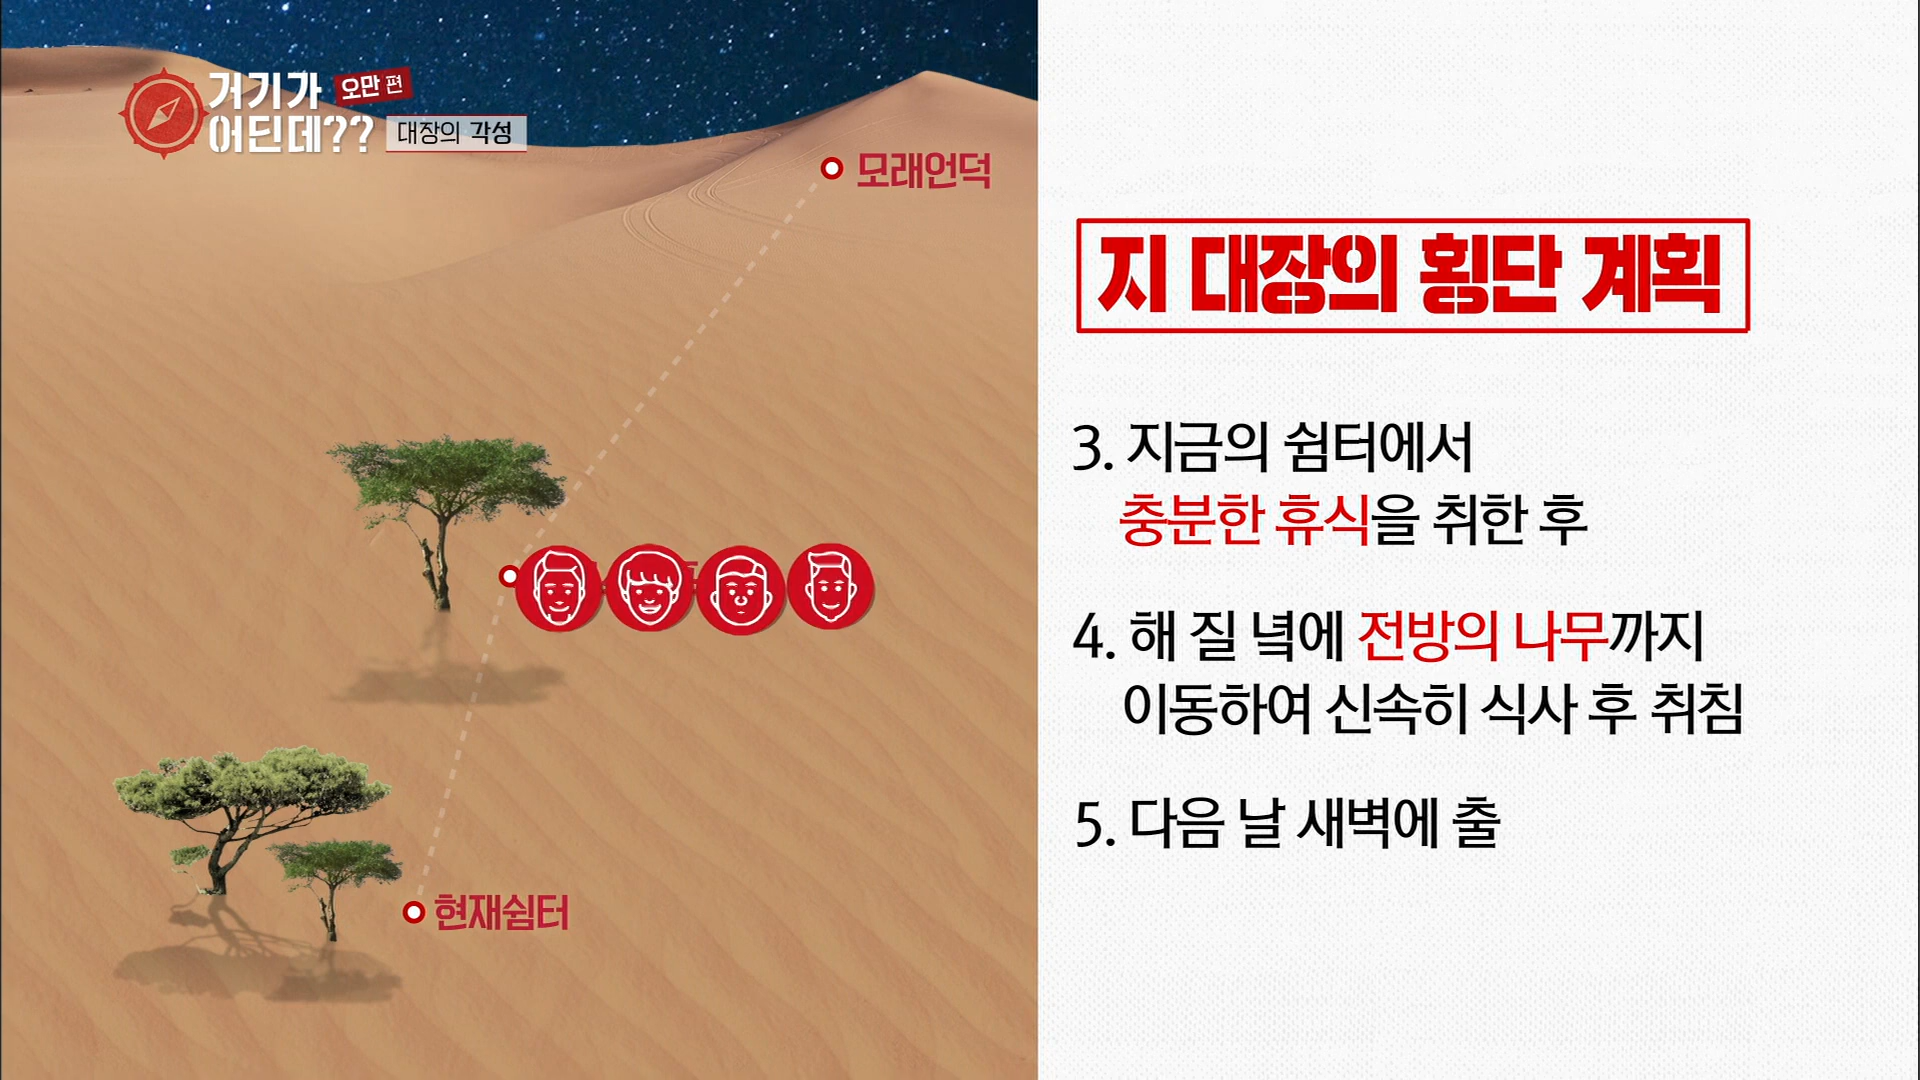 거기가 오만 편
어딘데?? 대장의 각성
모래언덕
현재쉼터
지 대장의 횡단 계획
3. 지금의 쉼터에서
충분한 휴식을 취한 후
4. 해 질 녘에 전방의 나무까지
이동하여 신속히 식사 후 취침
5. 다음 날 새벽에 출